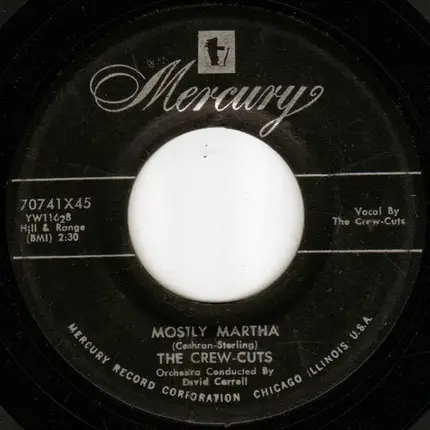 Mercury
70741X45
YW11628
Hill & Range
(BMI) 2:30
Vocal By
The Crew-Cuts
MOSTLY MARTHA
(Cochran-Sterling)
THE CREW-CUTS
Orchestra Conducted By
David Carroll
MERCURY RECORD CORPORATION CHICAGO ILLINOIS U.S.A.